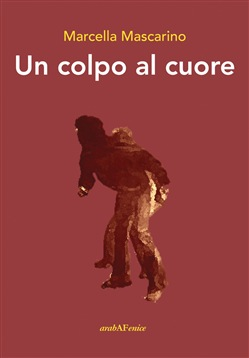 Marcella Mascarino
Un colpo al cuore
arabAFenice